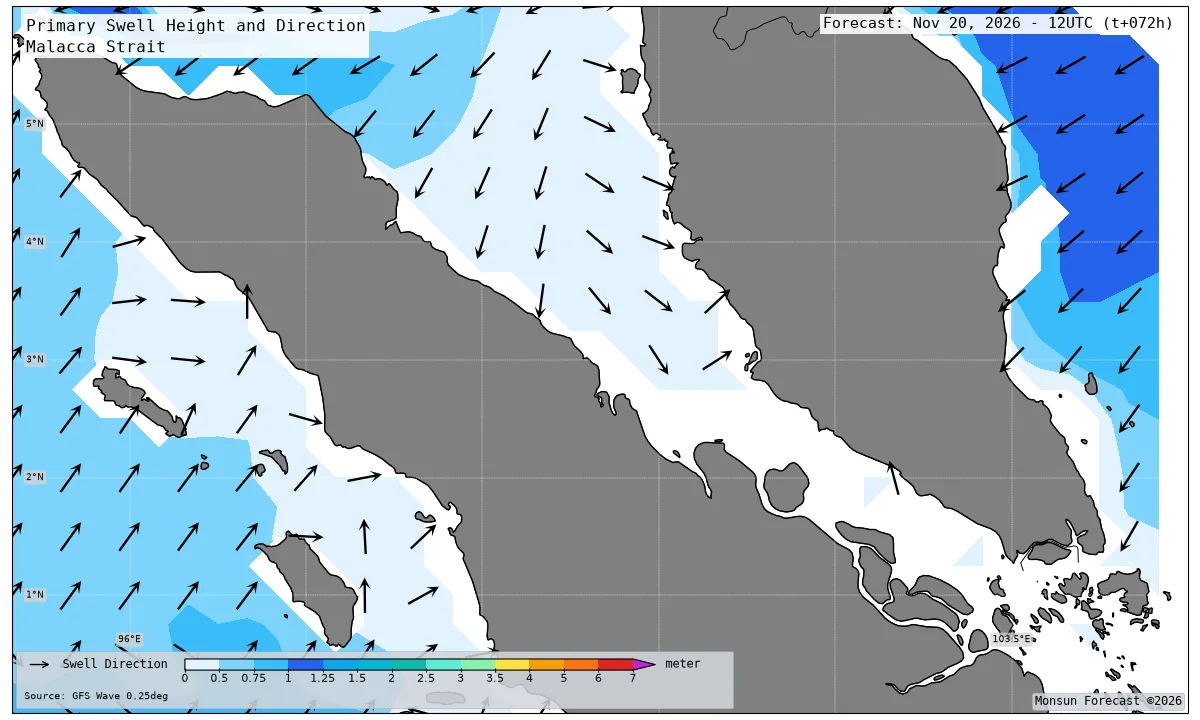 Primary Swell Height and Direction
Malacca Strait
Forecast: Nov 20, 2026 - 12UTC (t+072h)
5°N
4°N
3°N
2°N
1°N
96°E
103.5°E
Swell Direction
0 0.5 0.75 1 1.25 1.5 2 2.5 3 3.5 4 5 6 7
meter
Source: GFS Wave 0.25deg
Monsun Forecast ©2026